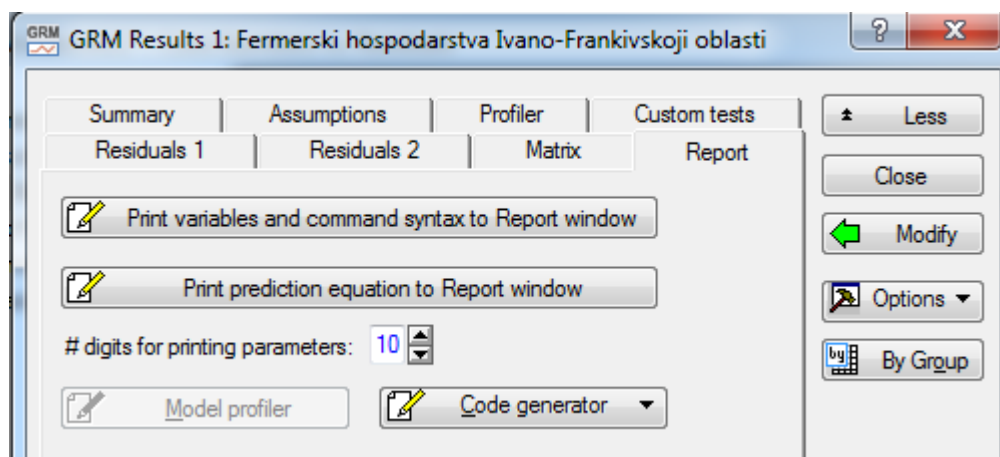 GRM GRM Results 1: Fermerski hospodarstva Ivano-Frankivskoji oblasti ? x
Summary Assumptions Profiler Custom tests
Residuals 1 Residuals 2 Matrix Report
Print variables and command syntax to Report window
Print prediction equation to Report window
# digits for printing parameters: 10
Model profiler Code generator
Less
Close
Modify
Options
by By Group